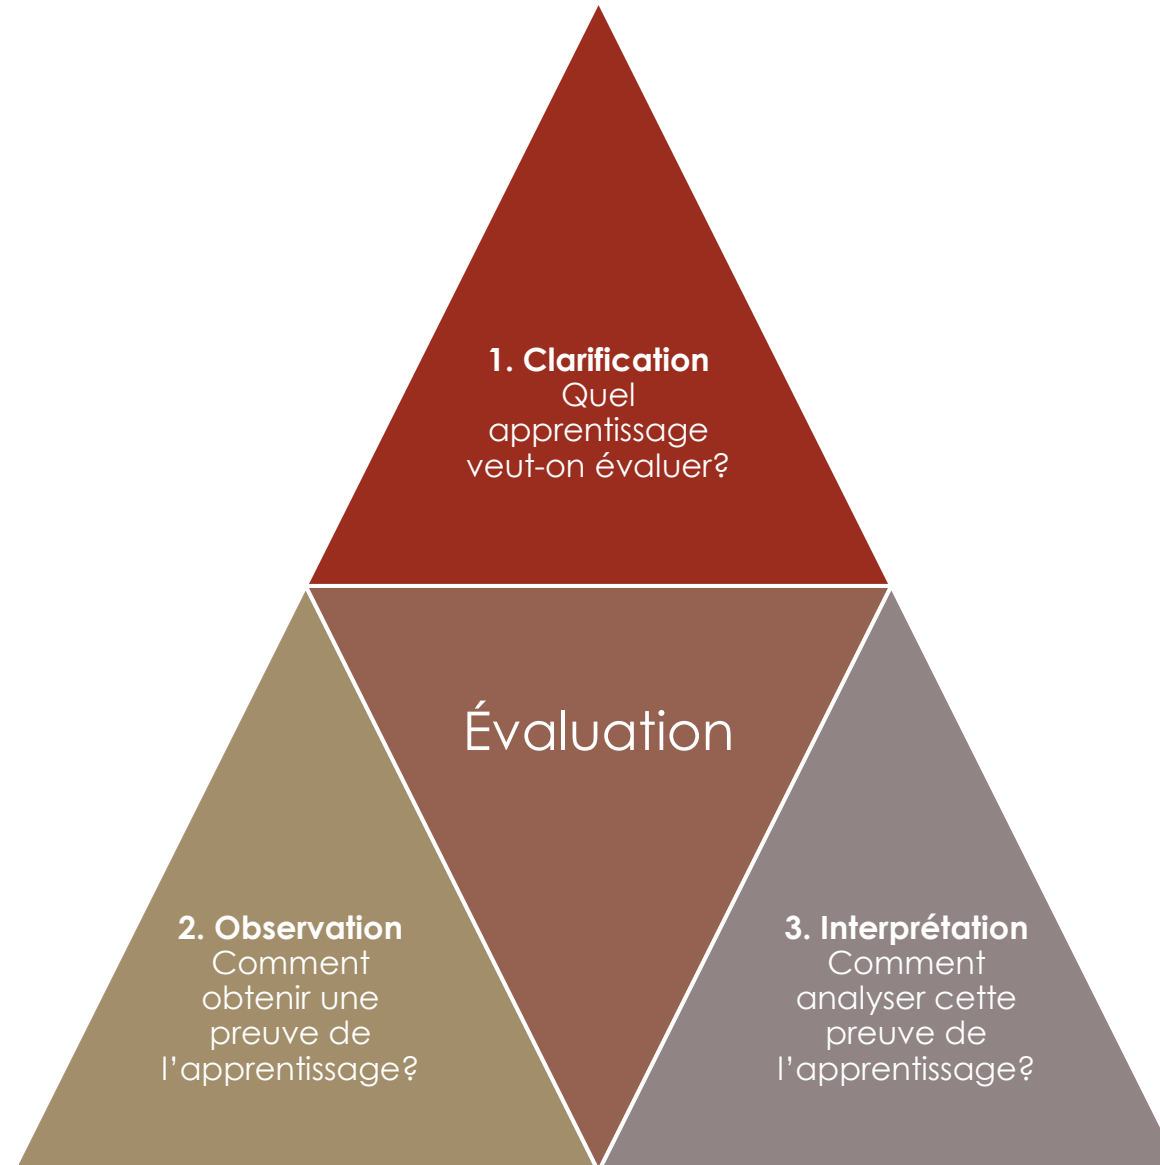 1. Clarification
Quel
apprentissage
veut-on évaluer?
Évaluation
2. Observation
Comment
obtenir une
preuve de
l’apprentissage?
3. Interprétation
Comment
analyser cette
preuve de
l’apprentissage?